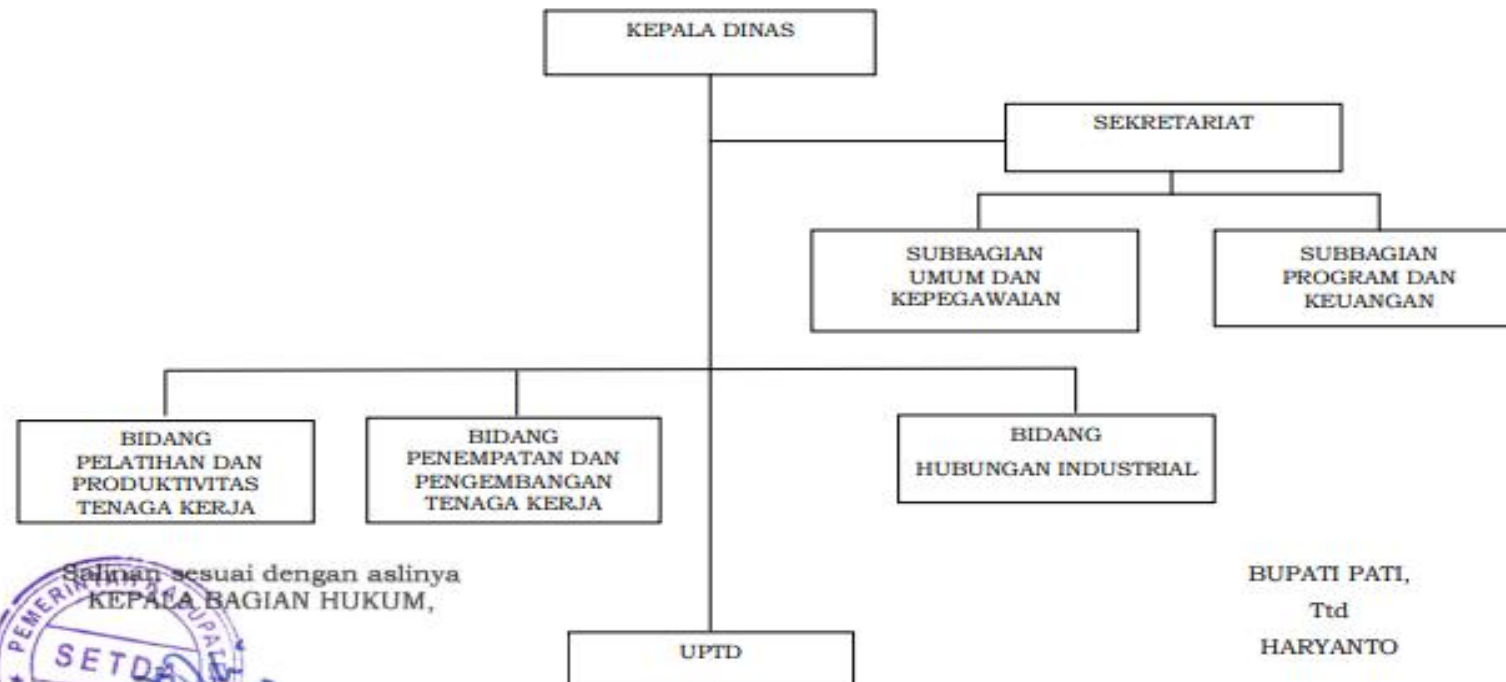 KEPALA DINAS
SEKRETARIAT
SUBBAGIAN
UMUM DAN
KEPEGAWAIAN
SUBBAGIAN
PROGRAM DAN
KEUANGAN
BIDANG
PELATIHAN DAN
PRODUKTIVITAS
TENAGA KERJA
BIDANG
PENEMPATAN DAN
PENGEMBANGAN
TENAGA KERJA
BIDANG
HUBUNGAN INDUSTRIAL
Salinan sesuai dengan aslinya
KEPALA BAGIAN HUKUM,
PEMERINTAH KABUPATE
SETDA
UPTD
BUPATI PATI,
Ttd
HARYANTO